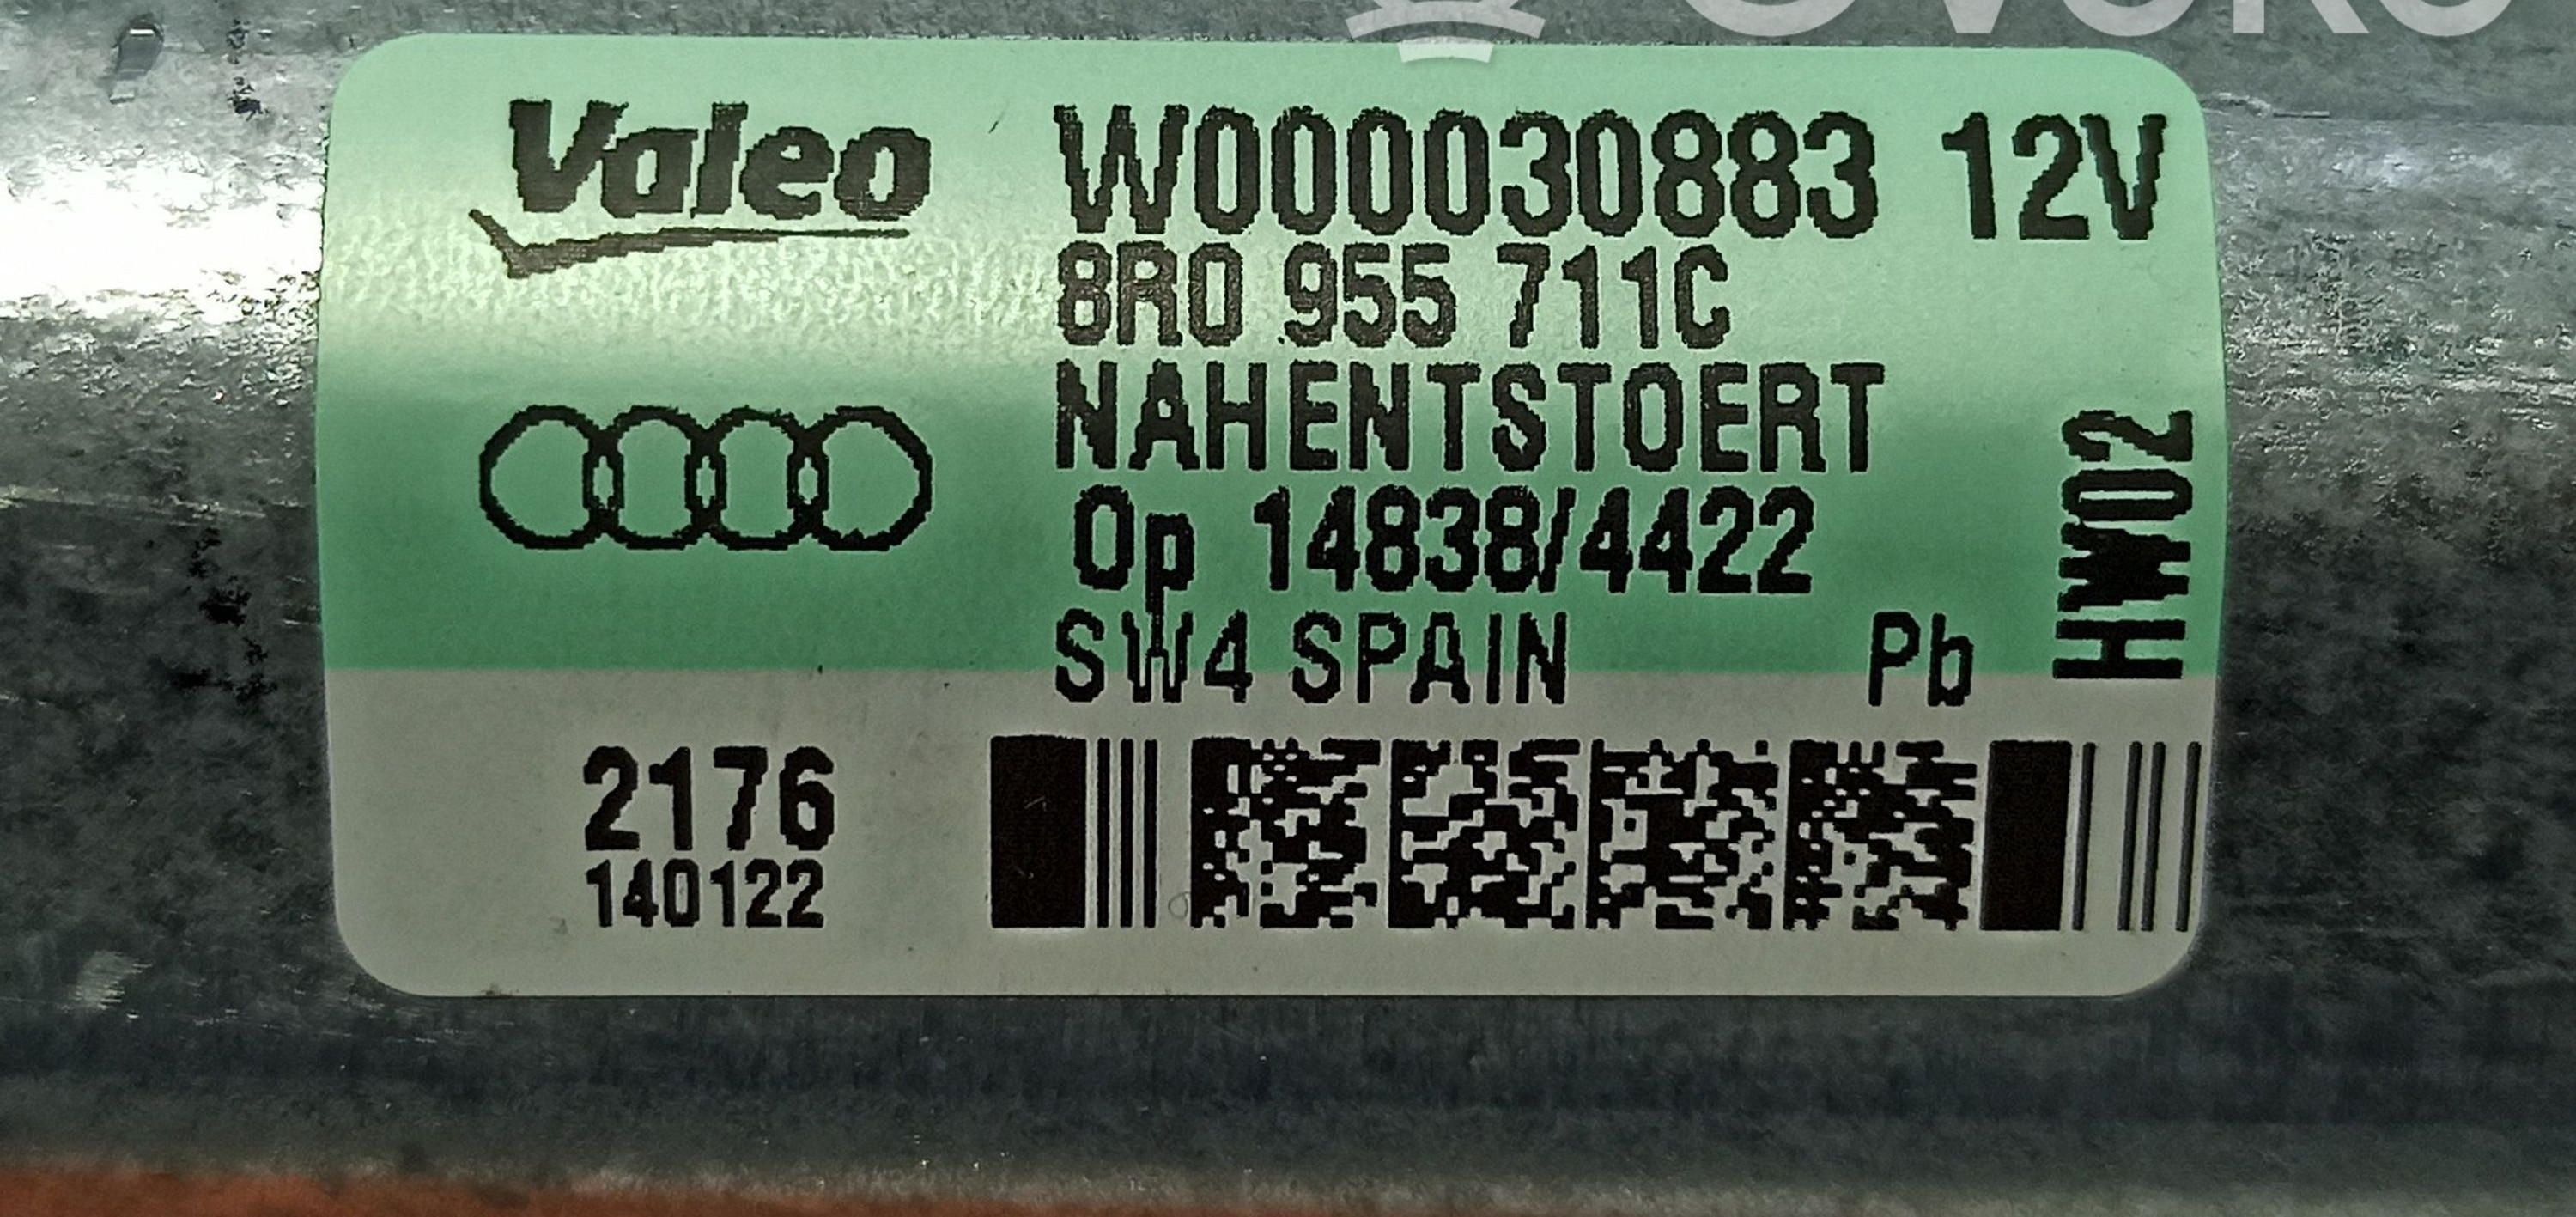 Valeo
W000030883 12V
8R0 955 711C
NAHENTSTOERT
Op 14838/4422
SW4 SPAIN Pb
HW02
2176
140122